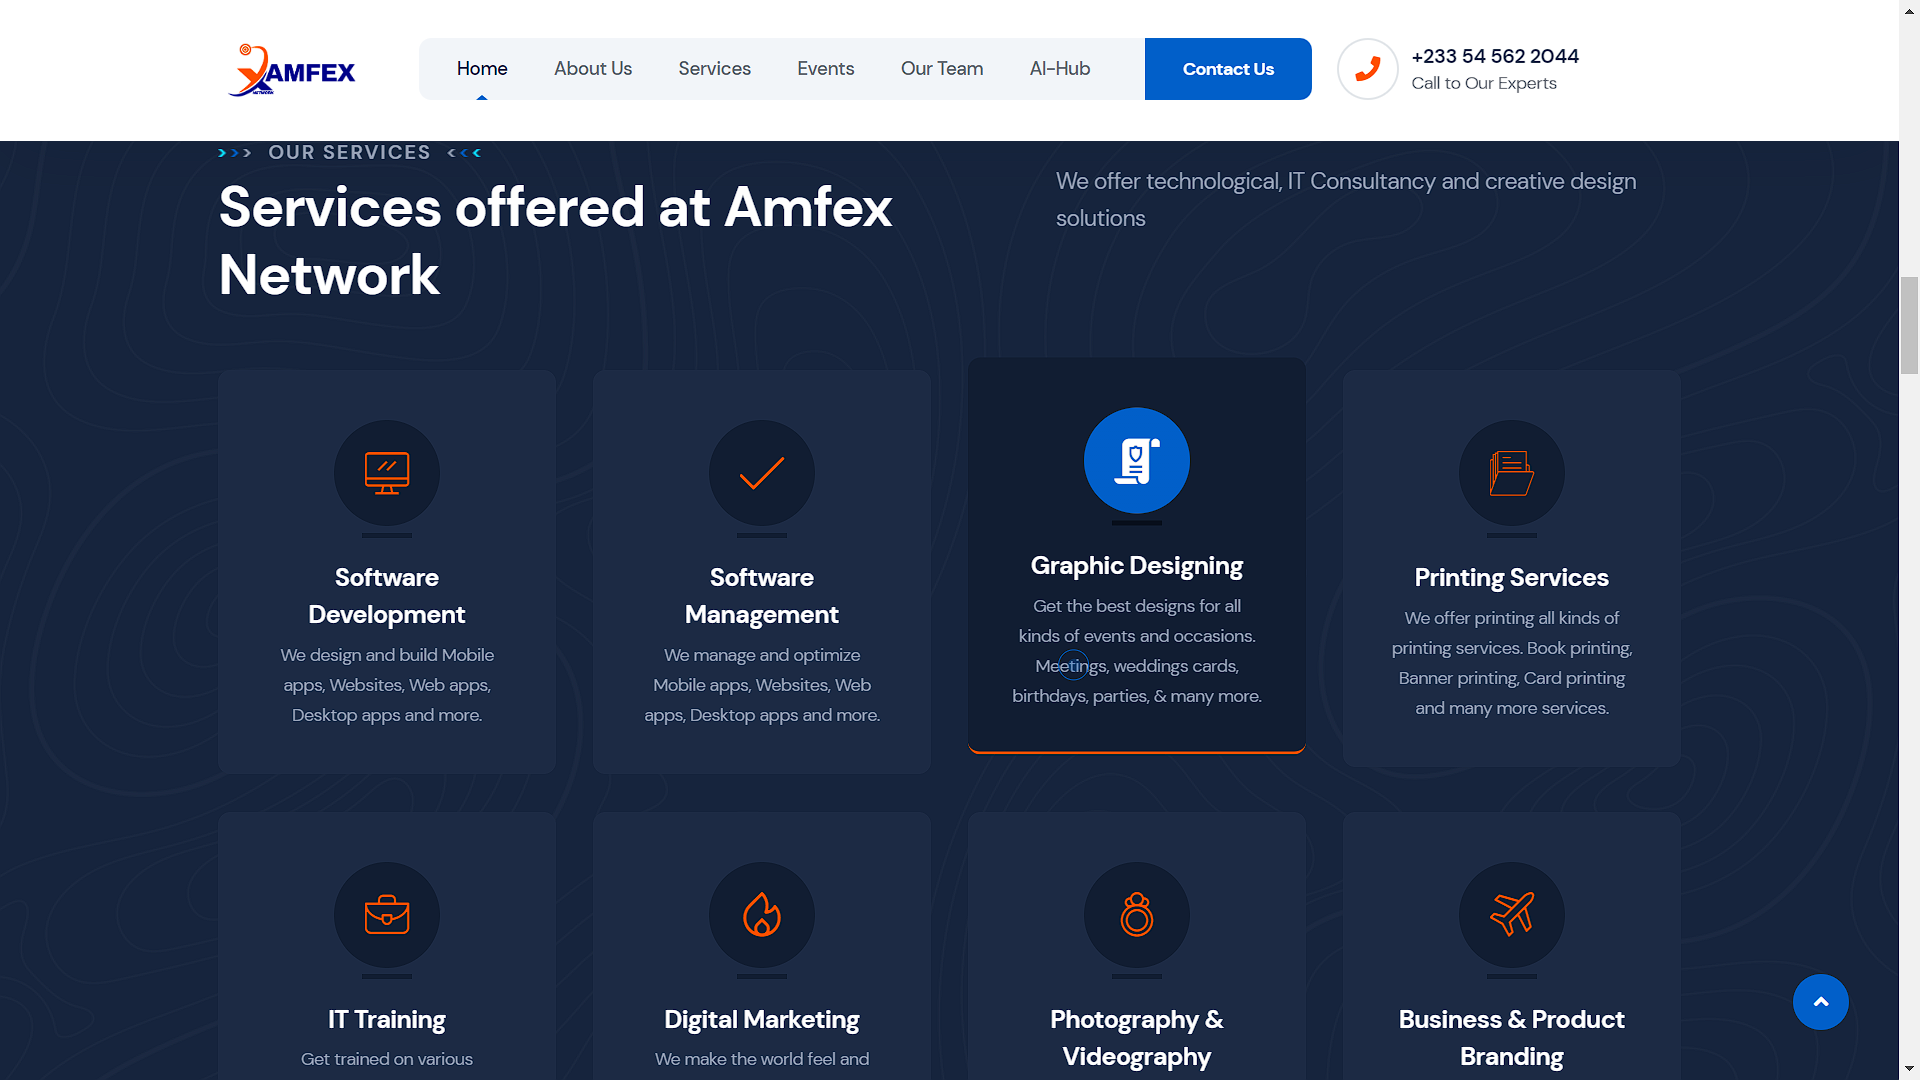 AMFEX
NETWORK
Home
About Us
Services
Events
Our Team
AI-Hub
Contact Us
+233 54 562 2044
Call to Our Experts
OUR SERVICES
Services offered at Amfex
Network
We offer technological, IT Consultancy and creative design
solutions
Software
Development
We design and build Mobile
apps, Websites, Web apps,
Desktop apps and more.
Software
Management
We manage and optimize
Mobile apps, Websites, Web
apps, Desktop apps and more.
Graphic Designing
Get the best designs for all
kinds of events and occasions.
Meetings, weddings cards,
birthdays, parties, & many more.
Printing Services
We offer printing all kinds of
printing services. Book printing,
Banner printing, Card printing
and many more services.
IT Training
Get trained on various
Digital Marketing
We make the world feel and
Photography &
Videography
Business & Product
Branding